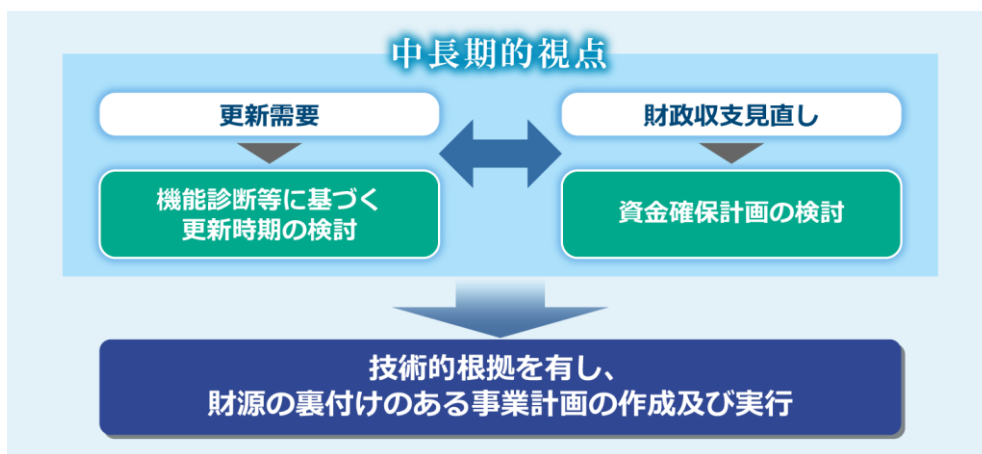 中長期的視点
更新需要
財政収支見直し
機能診断等に基づく
更新時期の検討
資金確保計画の検討
技術的根拠を有し、
財源の裏付けのある事業計画の作成及び実行